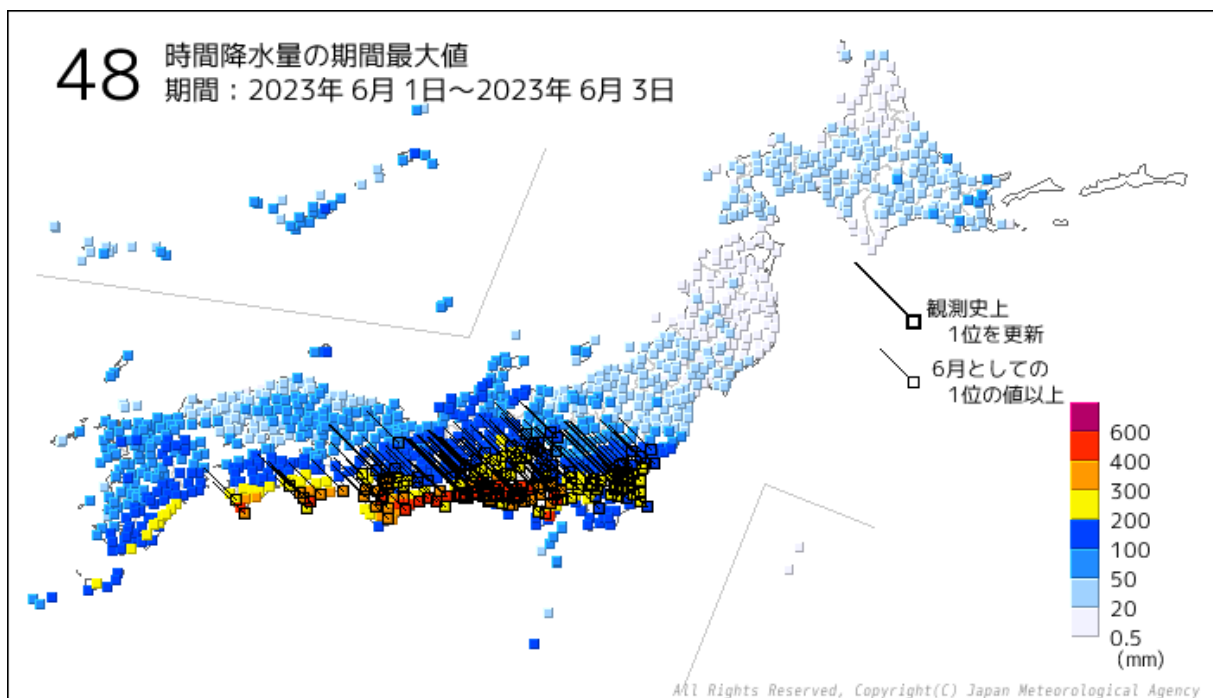 48
時間降水量の期間最大値
期間：2023年 6月 1日～2023年 6月 3日
観測史上
1位を更新
6月としての
1位の値以上
600
400
300
200
100
50
20
0.5
(mm)
All Rights Reserved, Copyright(C) Japan Meteorological Agency